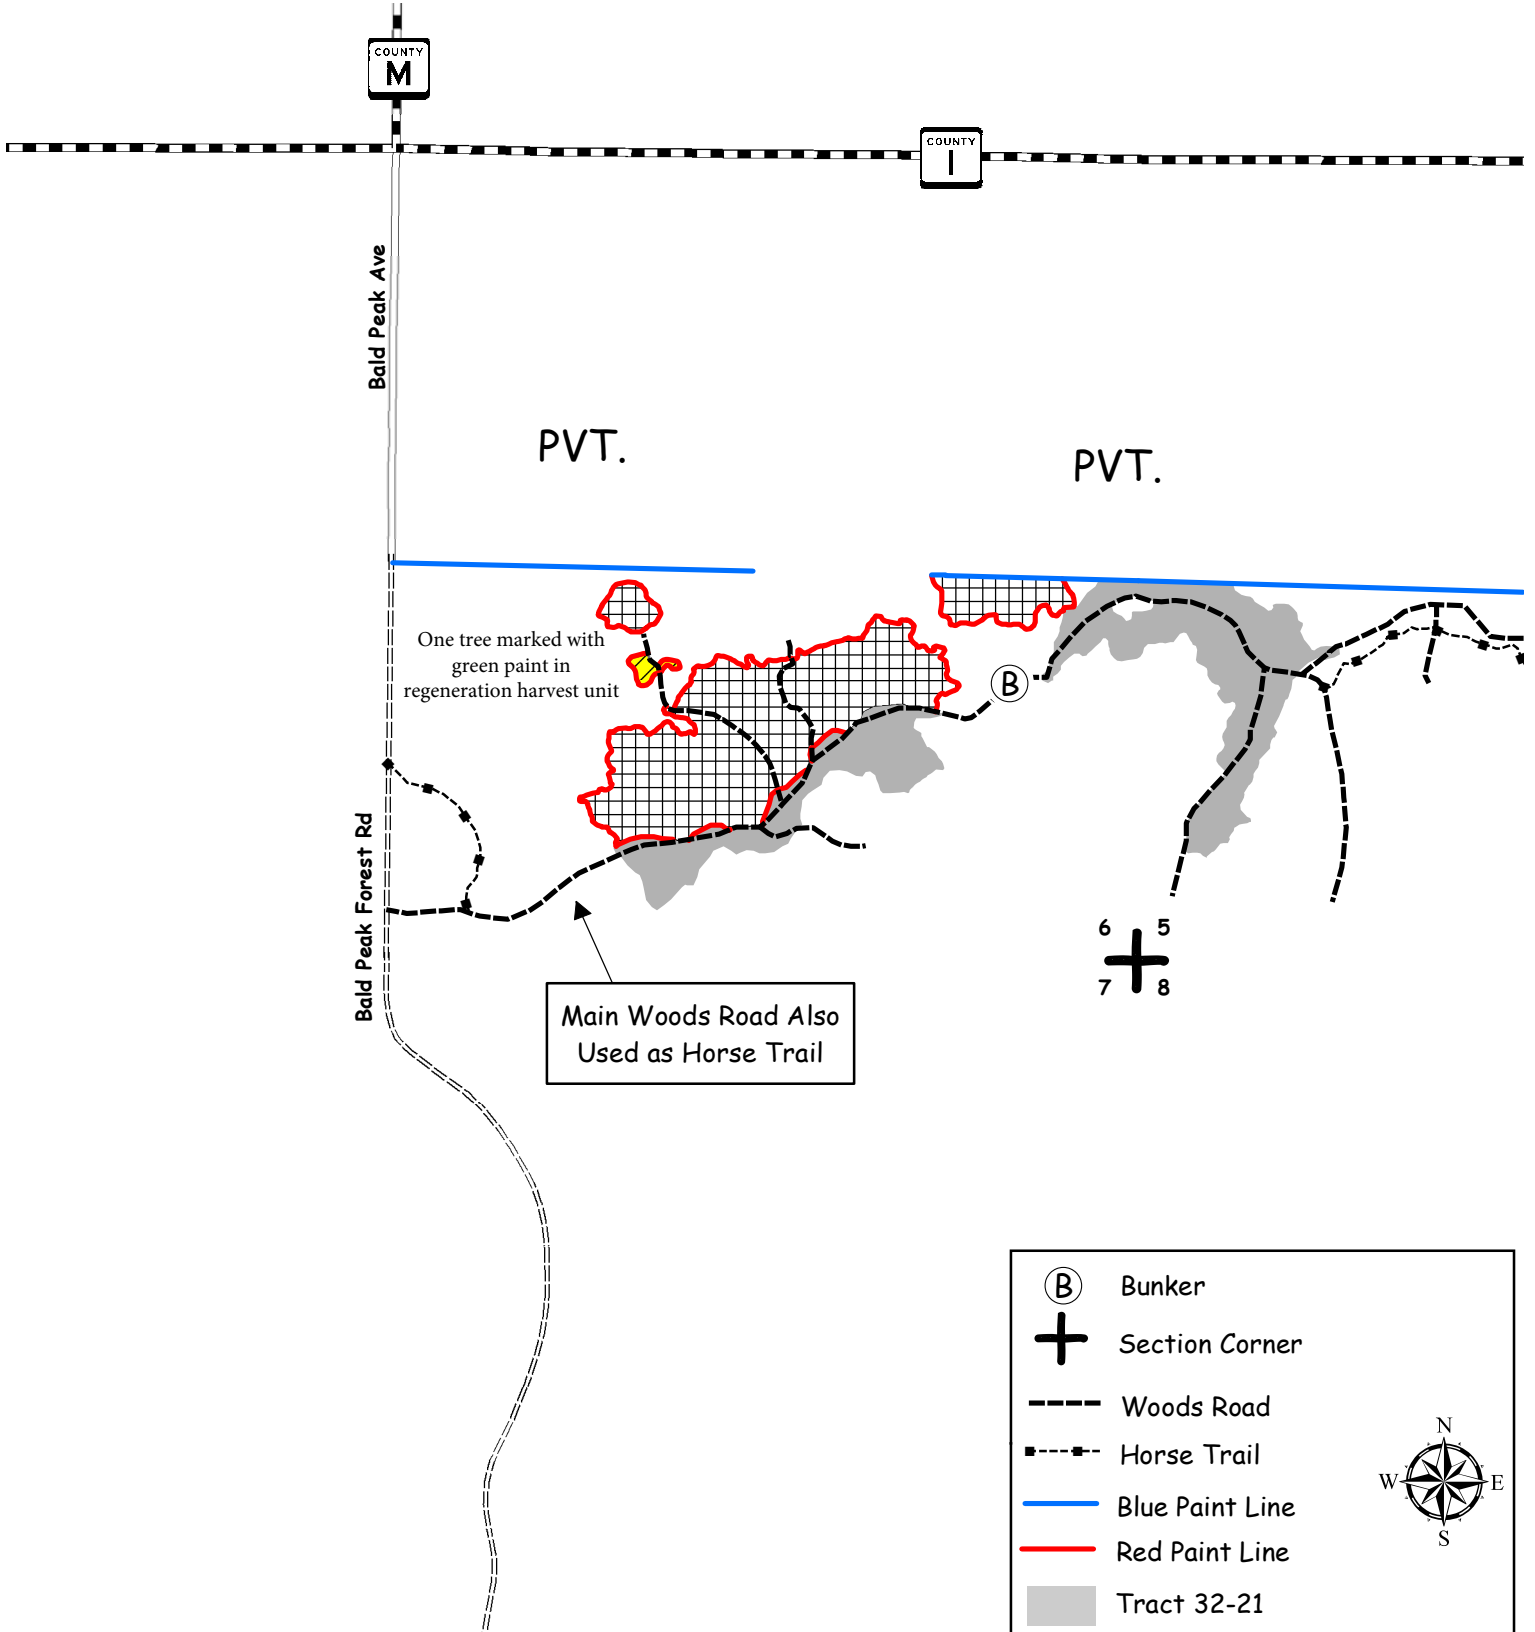 COUNTY
M
COUNTY
I
Bald Peak Ave
PVT.
PVT.
One tree marked with
green paint in
regeneration harvest unit
B
Bald Peak Forest Rd
6 5
7 8
Main Woods Road Also
Used as Horse Trail
B Bunker
Section Corner
Woods Road
Horse Trail
Blue Paint Line
Red Paint Line
Tract 32-21
N
W E
S